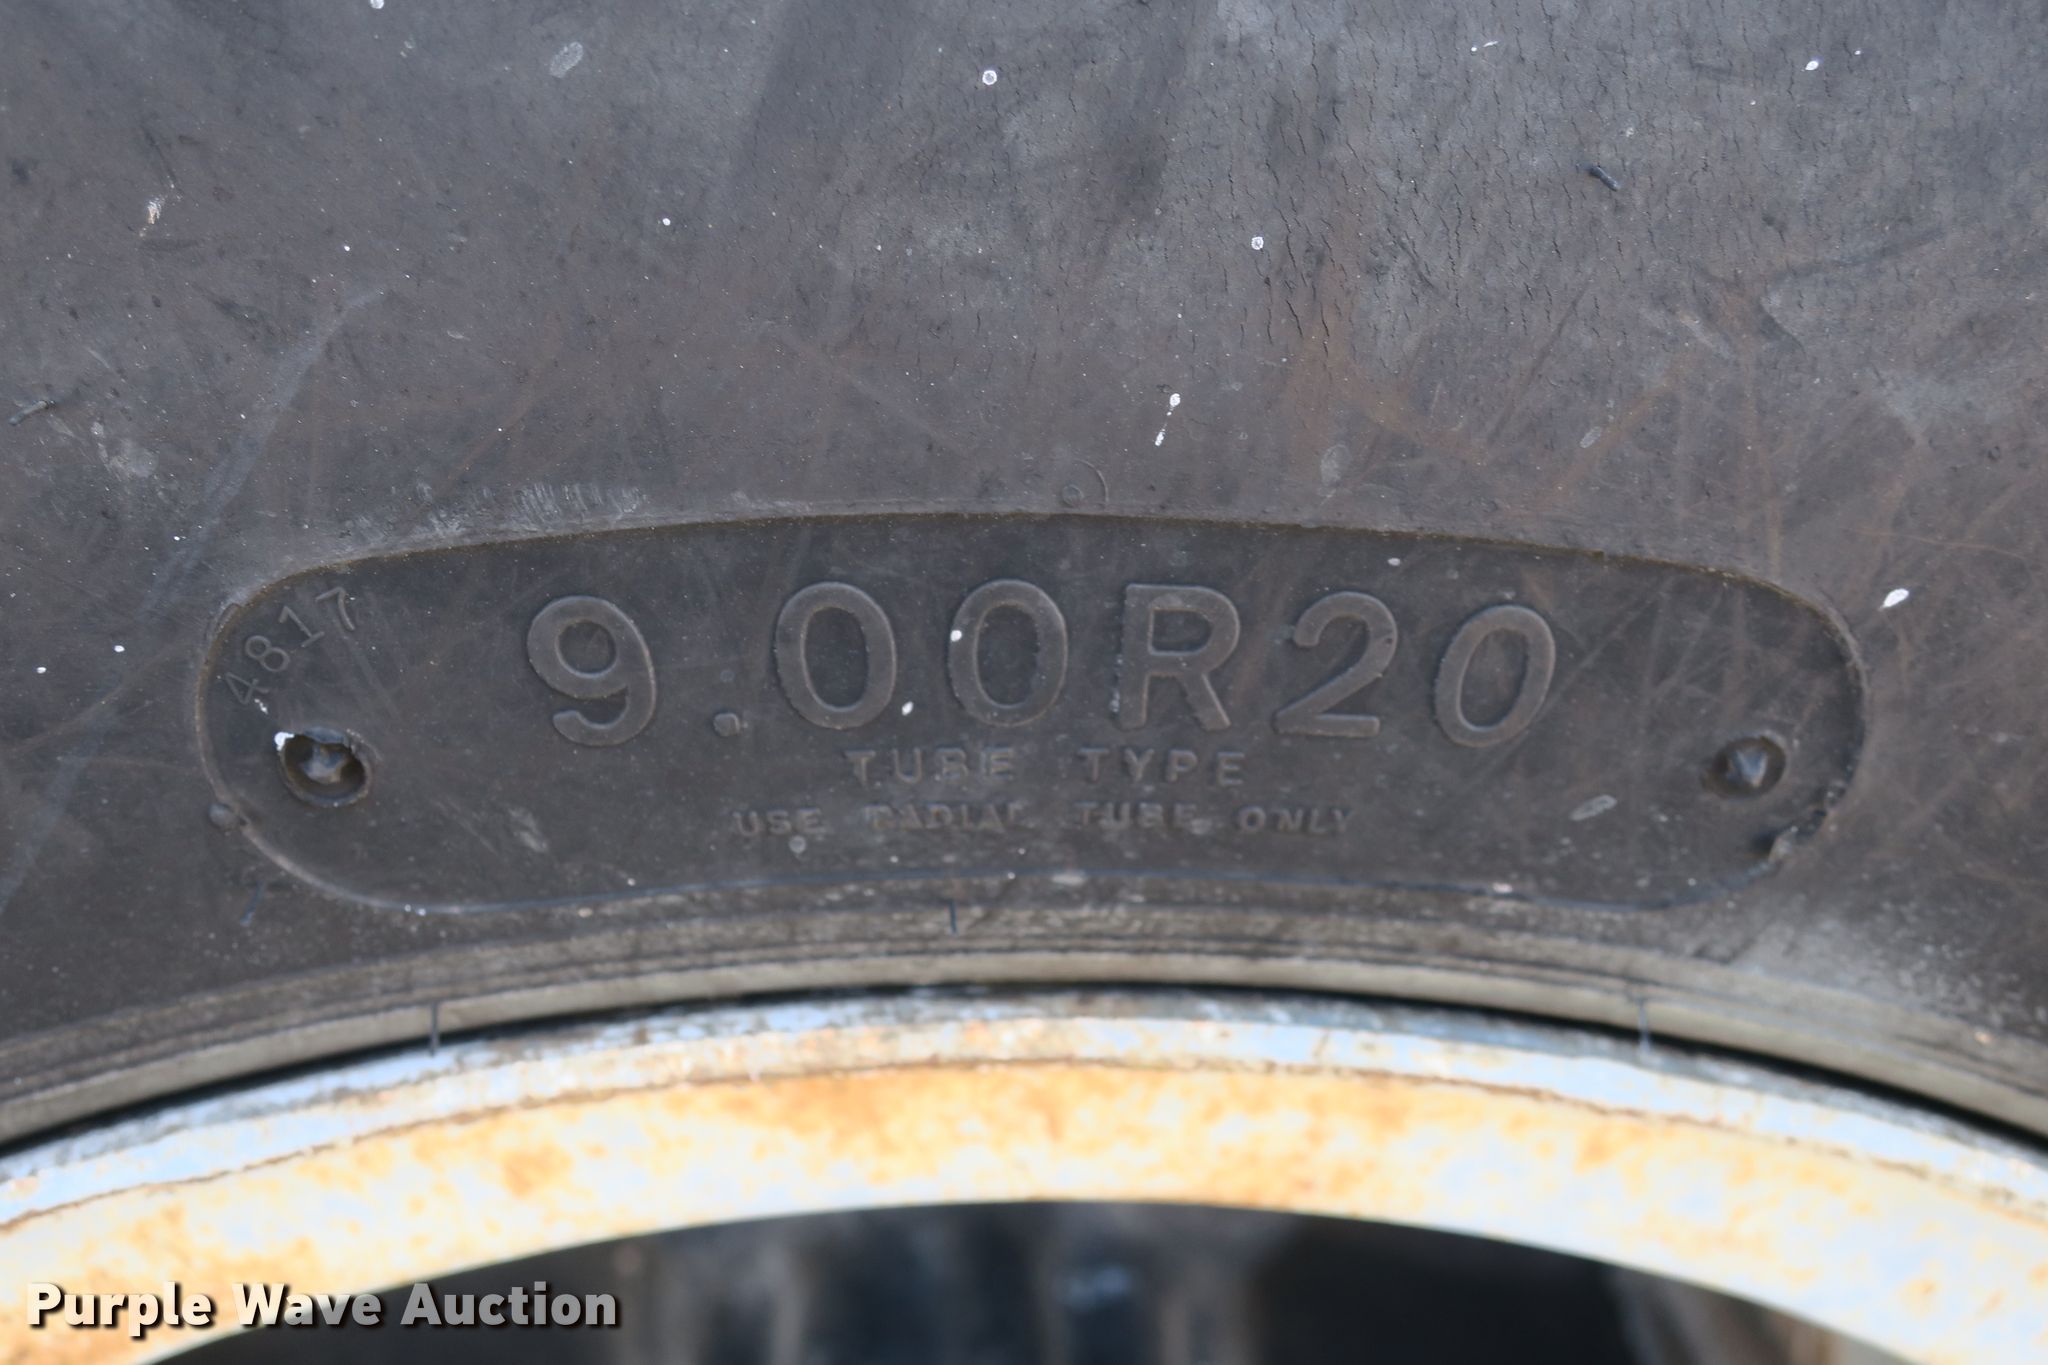 4817
9.00R20
TUBE TYPE
USE RADIAL TUBE ONLY
Purple Wave Auction